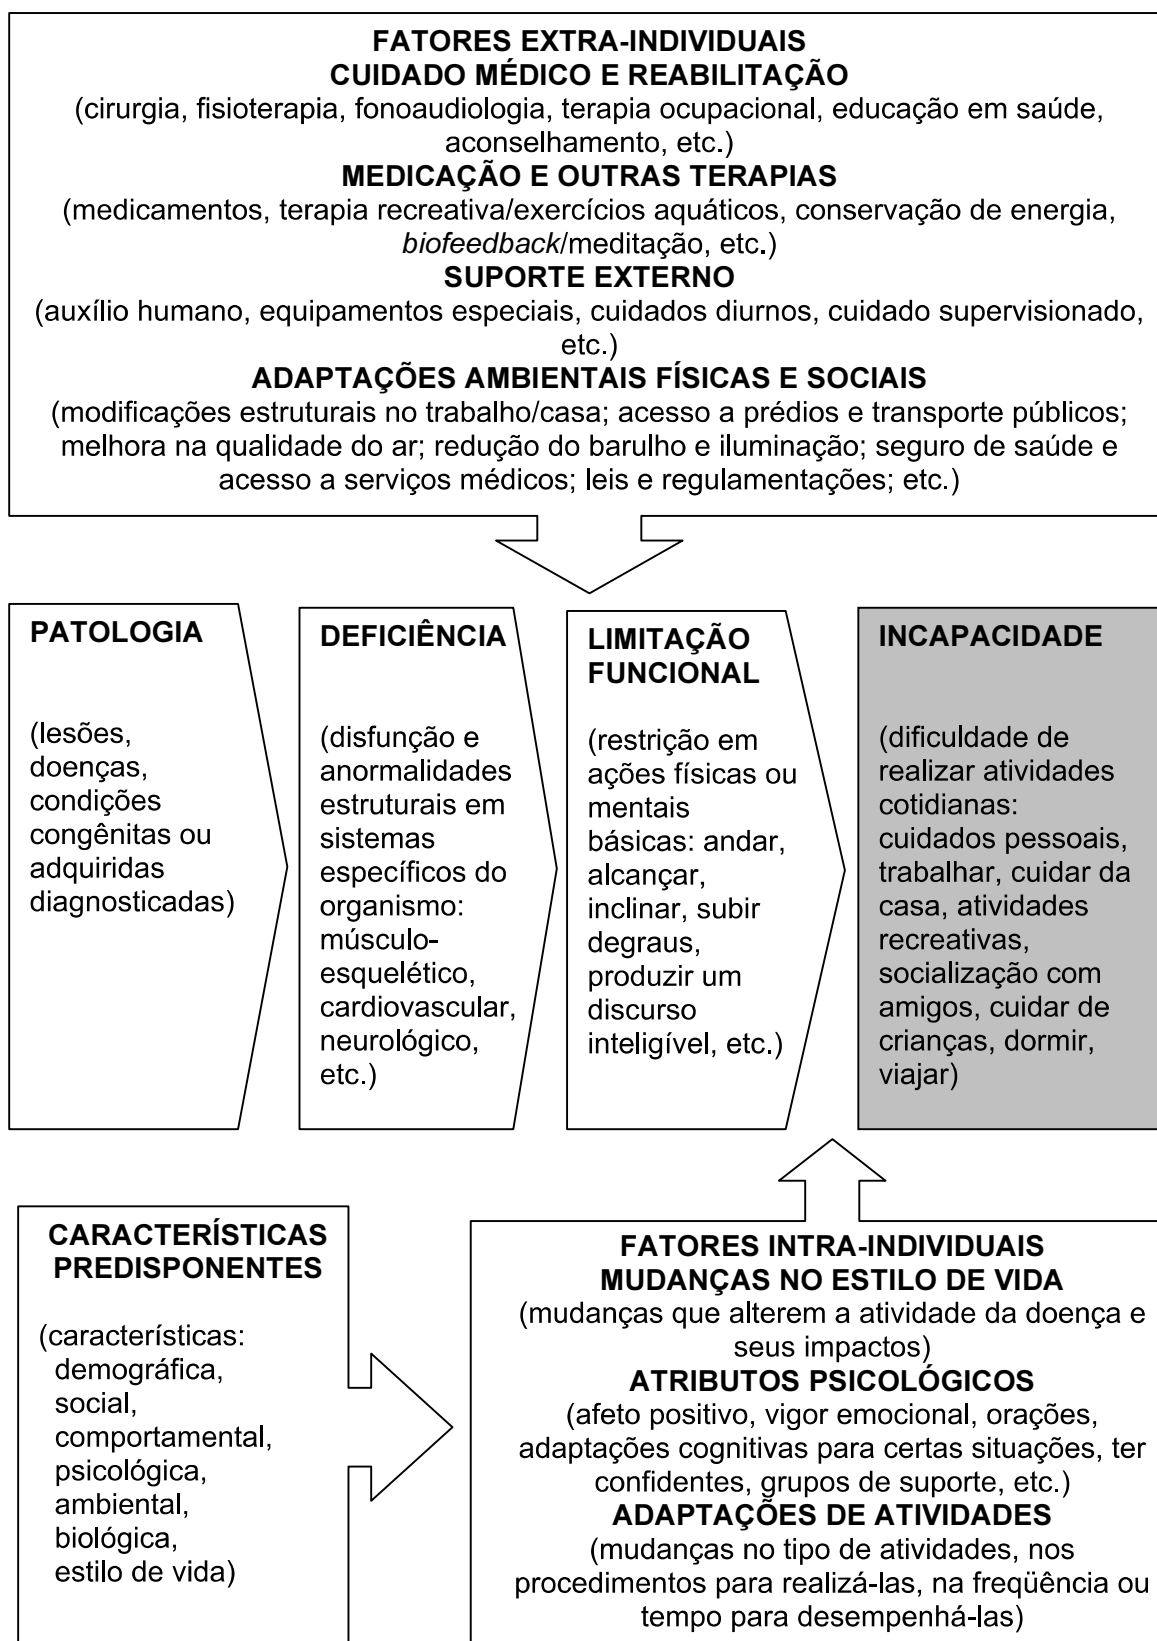 FATORES EXTRA-INDIVIDUAIS
CUIDADO MÉDICO E REABILITAÇÃO
(cirurgia, fisioterapia, fonoaudiologia, terapia ocupacional, educação em saúde,
aconselhamento, etc.)
MEDICAÇÃO E OUTRAS TERAPIAS
(medicamentos, terapia recreativa/exercícios aquáticos, conservação de energia,
biofeedback/meditação, etc.)
SUPORTE EXTERNO
(auxílio humano, equipamentos especiais, cuidados diurnos, cuidado supervisionado,
etc.)
ADAPTAÇÕES AMBIENTAIS FÍSICAS E SOCIAIS
(modificações estruturais no trabalho/casa; acesso a prédios e transporte públicos;
melhora na qualidade do ar; redução do barulho e iluminação; seguro de saúde e
acesso a serviços médicos; leis e regulamentações; etc.)
PATOLOGIA
(lesões,
doenças,
condições
congênitas ou
adquiridas
diagnosticadas)
DEFICIÊNCIA
(disfunção e
anormalidades
estruturais em
sistemas
específicos do
organismo:
músculo-
esquelético,
cardiovascular,
neurológico,
etc.)
LIMITAÇÃO
FUNCIONAL
(restrição em
ações físicas ou
mentais
básicas: andar,
alcançar,
inclinar, subir
degraus,
produzir um
discurso
inteligível, etc.)
INCAPACIDADE
(dificuldade de
realizar atividades
cotidianas:
cuidados pessoais,
trabalhar, cuidar da
casa, atividades
recreativas,
socialização com
amigos, cuidar de
crianças, dormir,
viajar)
CARACTERÍSTICAS
PREDISPONENTES
(características:
demográfica,
social,
comportamental,
psicológica,
ambiental,
biológica,
estilo de vida)
FATORES INTRA-INDIVIDUAIS
MUDANÇAS NO ESTILO DE VIDA
(mudanças que alterem a atividade da doença e
seus impactos)
ATRIBUTOS PSICOLÓGICOS
(afeto positivo, vigor emocional, orações,
adaptações cognitivas para certas situações, ter
confidentes, grupos de suporte, etc.)
ADAPTAÇÕES DE ATIVIDADES
(mudanças no tipo de atividades, nos
procedimentos para realizá-las, na freqüência ou
tempo para desempenhá-las)